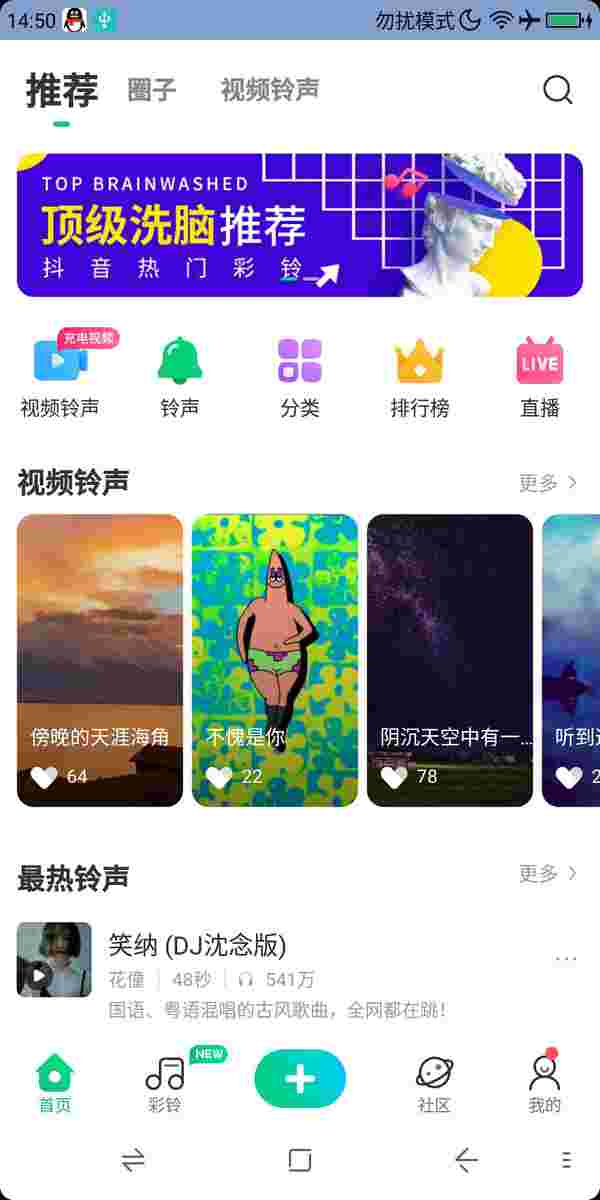 14:50
勿扰模式
推荐 圈子 视频铃声
TOP BRAINWASHED
顶级洗脑推荐
抖音热门彩铃
充电视频
LIVE
视频铃声 铃声 分类 排行榜 直播
视频铃声 更多
傍晚的天涯海角 不愧是你 阴沉天空中有一... 听到
64 22 78 2
最热铃声 更多
笑纳 (DJ沈念版)
花僮 48秒 541万
国语、粤语混唱的古风歌曲，全网都在跳！
NEW
首页 彩铃 社区 我的